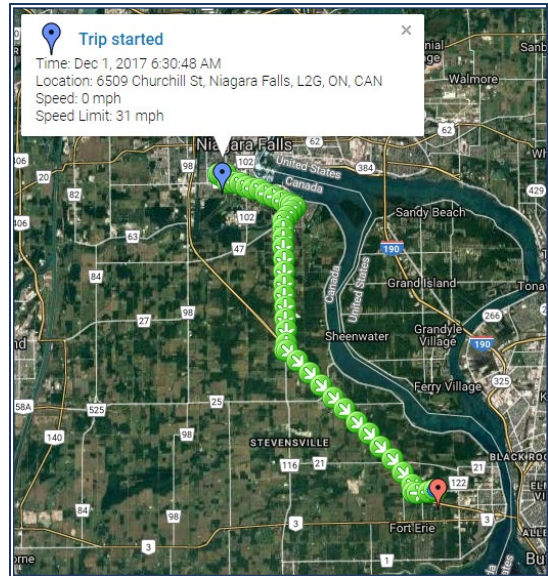 Trip started
×
Time: Dec 1, 2017 6:30:48 AM
Location: 6509 Churchill St, Niagara Falls, L2G, ON, CAN
Speed: 0 mph
Speed Limit: 31 mph
Walmore
Niagara Falls
62
62
429
406
20
98
102
United States
Canada
384
82
102
Sandy Beach
63
47
190
84
Canada
United States
Grand Island
27
98
266
Sheenwater
Grandyle
Village
190
325
Ferry Village
25
58A
525
140
98
STEVENSVILLE
116
21
21
122
84
98
3
Fort Erie
3
3
1